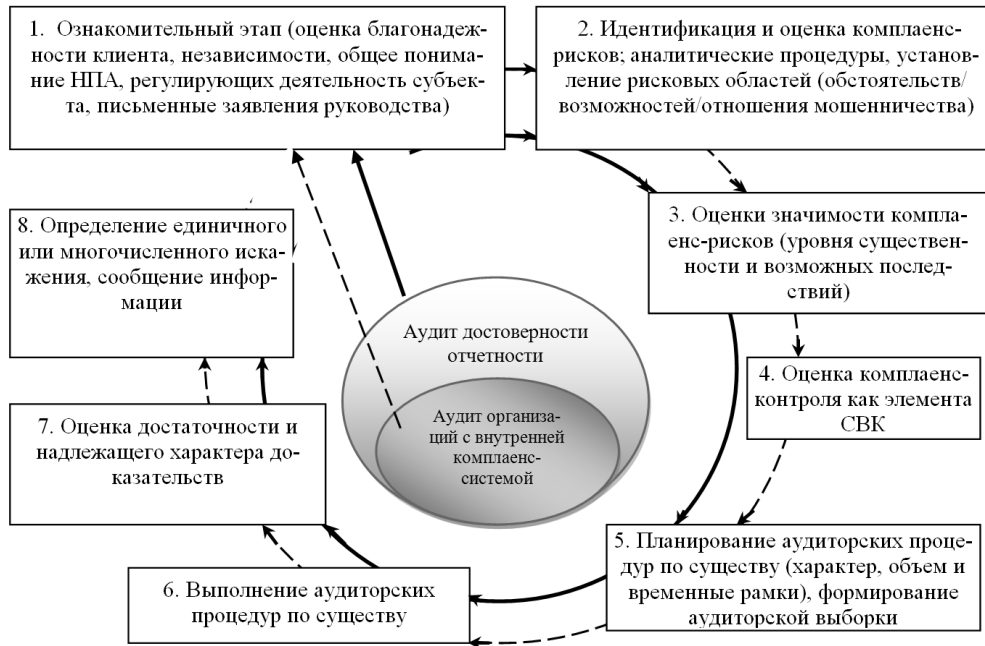 1. Ознакомительный этап (оценка благонадеж-
ности клиента, независимости, общее понима-
ние НПА, регулирующих деятельность субъек-
та, письменные заявления руководства)
2. Идентификация и оценка комплаенс-
рисков; аналитические процедуры, установ-
ление рисковых областей (обстоятельств/
возможностей/отношения мошенничества)
3. Оценки значимости компла-
енс-рисков (уровня существен-
ности и возможных послед-
ствий)
4. Оценка комплаенс-
контроля как элемента
СВК
5. Планирование аудиторских проце-
дур по существу (характер, объем и
временные рамки), формирование
аудиторской выборки
6. Выполнение аудиторских
процедур по существу
7. Оценка достаточности и
надлежащего характера до-
казательств
8. Определение единичного
или многочисленного иска-
жения, сообщение инфор-
мации
Аудит достоверности
отчетности
Аудит организа-
ций с внутренней
комплаенс-
системой